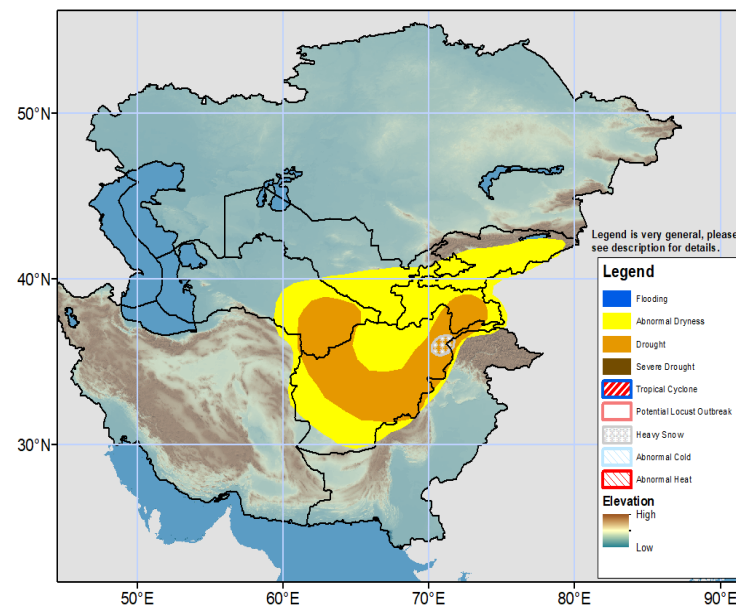 50°N
40°N
30°N
50°E
60°E
70°E
80°E
90°E
Legend is very general, please
see description for details.
Legend
Flooding
Abnormal Dryness
Drought
Severe Drought
Tropical Cyclone
Potential Locust Outbreak
Heavy Snow
Abnormal Cold
Abnormal Heat
Elevation
High
Low